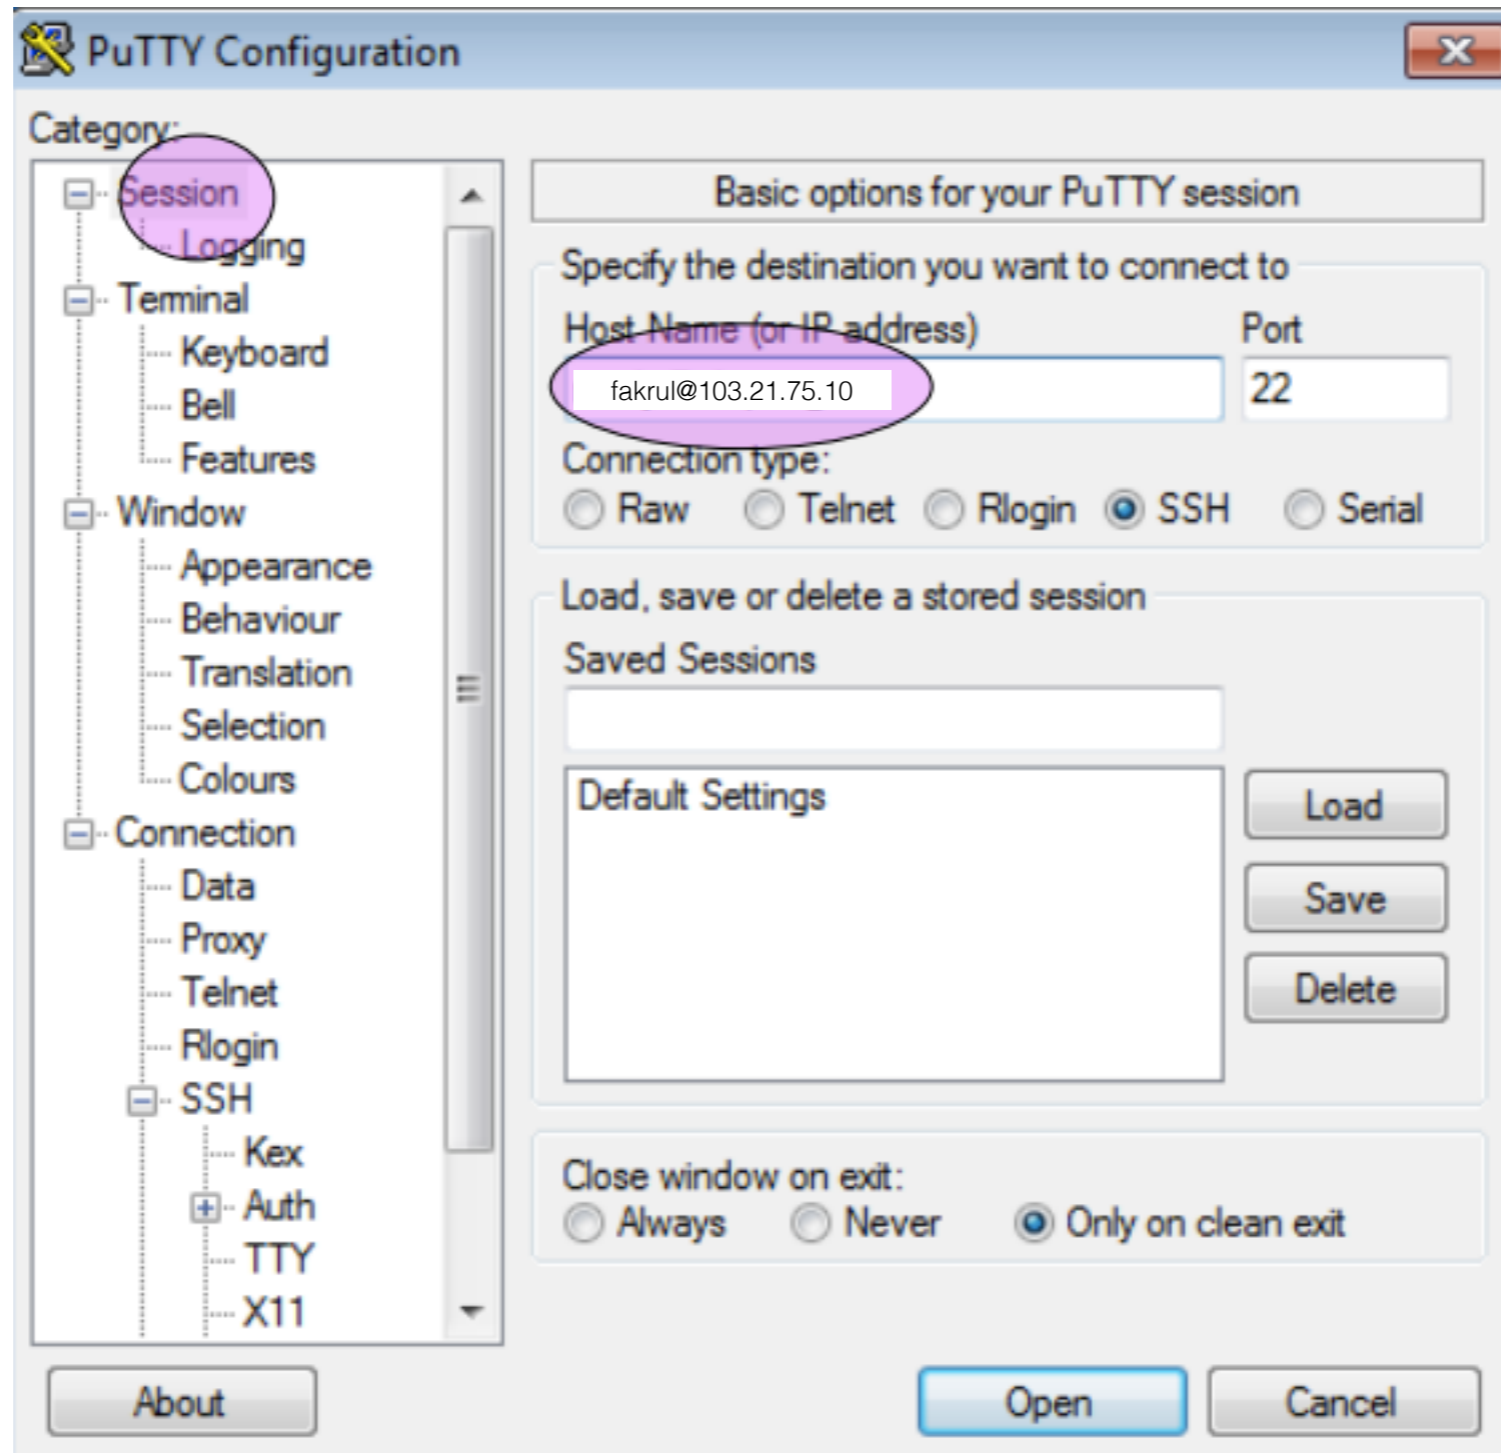 PuTTY Configuration
Category:
Session
Logging
Terminal
Keyboard
Bell
Features
Window
Appearance
Behaviour
Translation
Selection
Colours
Connection
Data
Proxy
Telnet
Rlogin
SSH
Kex
Auth
TTY
X11
Basic options for your PuTTY session
Specify the destination you want to connect to
Host Name (or IP address) Port
fakrul@103.21.75.10 22
Connection type:
Raw Telnet Rlogin SSH Serial
Load, save or delete a stored session
Saved Sessions
Default Settings
Load
Save
Delete
Close window on exit:
Always Never Only on clean exit
About Open Cancel